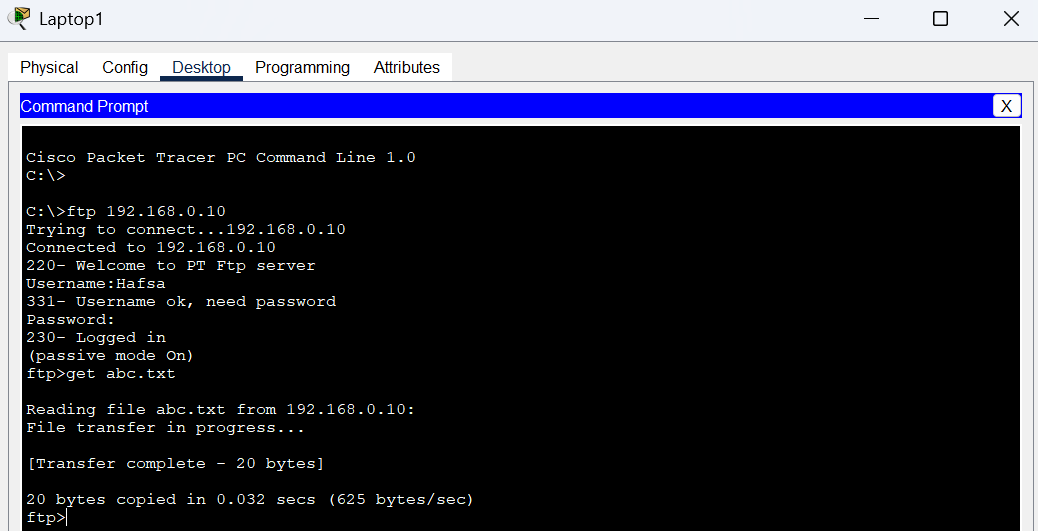 Laptop1
Physical Config Desktop Programming Attributes
Command Prompt X
Cisco Packet Tracer PC Command Line 1.0
C:\>
C:\>ftp 192.168.0.10
Trying to connect...192.168.0.10
Connected to 192.168.0.10
220- Welcome to PT Ftp server
Username:Hafsa
331- Username ok, need password
Password:
230- Logged in
(passive mode On)
ftp>get abc.txt
Reading file abc.txt from 192.168.0.10:
File transfer in progress...
[Transfer complete - 20 bytes]
20 bytes copied in 0.032 secs (625 bytes/sec)
ftp>